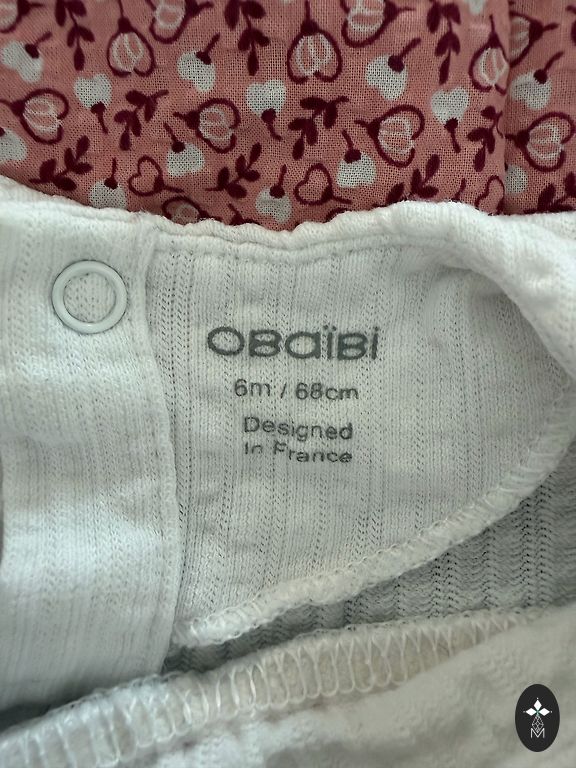 OBaïBi
6m / 68cm
Designed
in France
M